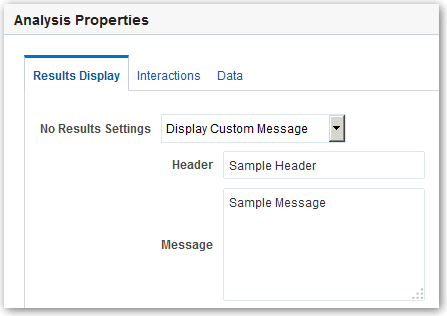 Analysis Properties
Results Display Interactions Data
No Results Settings Display Custom Message
Header Sample Header
Sample Message
Message